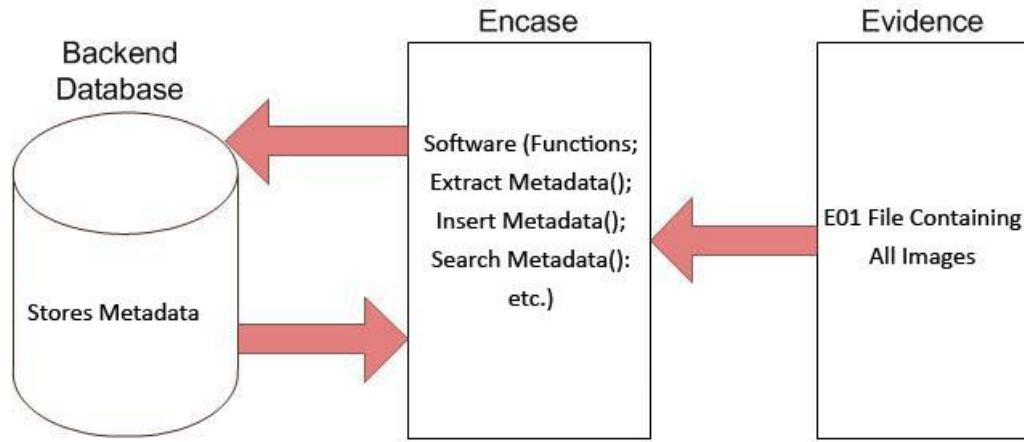 Backend
Database
Stores Metadata
Encase
Software (Functions;
Extract Metadata();
Insert Metadata();
Search Metadata():
etc.)
Evidence
E01 File Containing
All Images